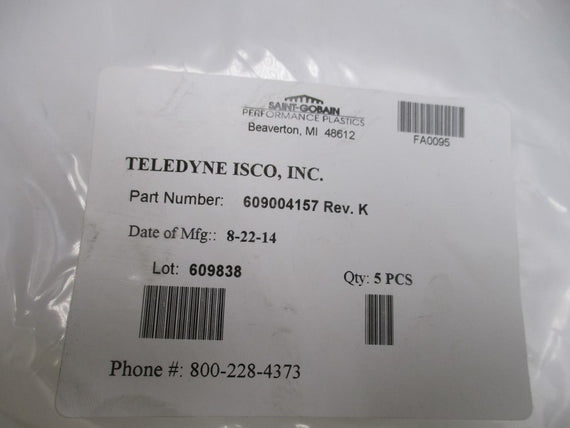 SAINT-GOBAIN
PERFORMANCE PLASTICS
Beaverton, MI 48612
FA0095
TELEDYNE ISCO, INC.
Part Number: 609004157 Rev. K
Date of Mfg:: 8-22-14
Lot: 609838
Qty: 5 PCS
Phone #: 800-228-4373